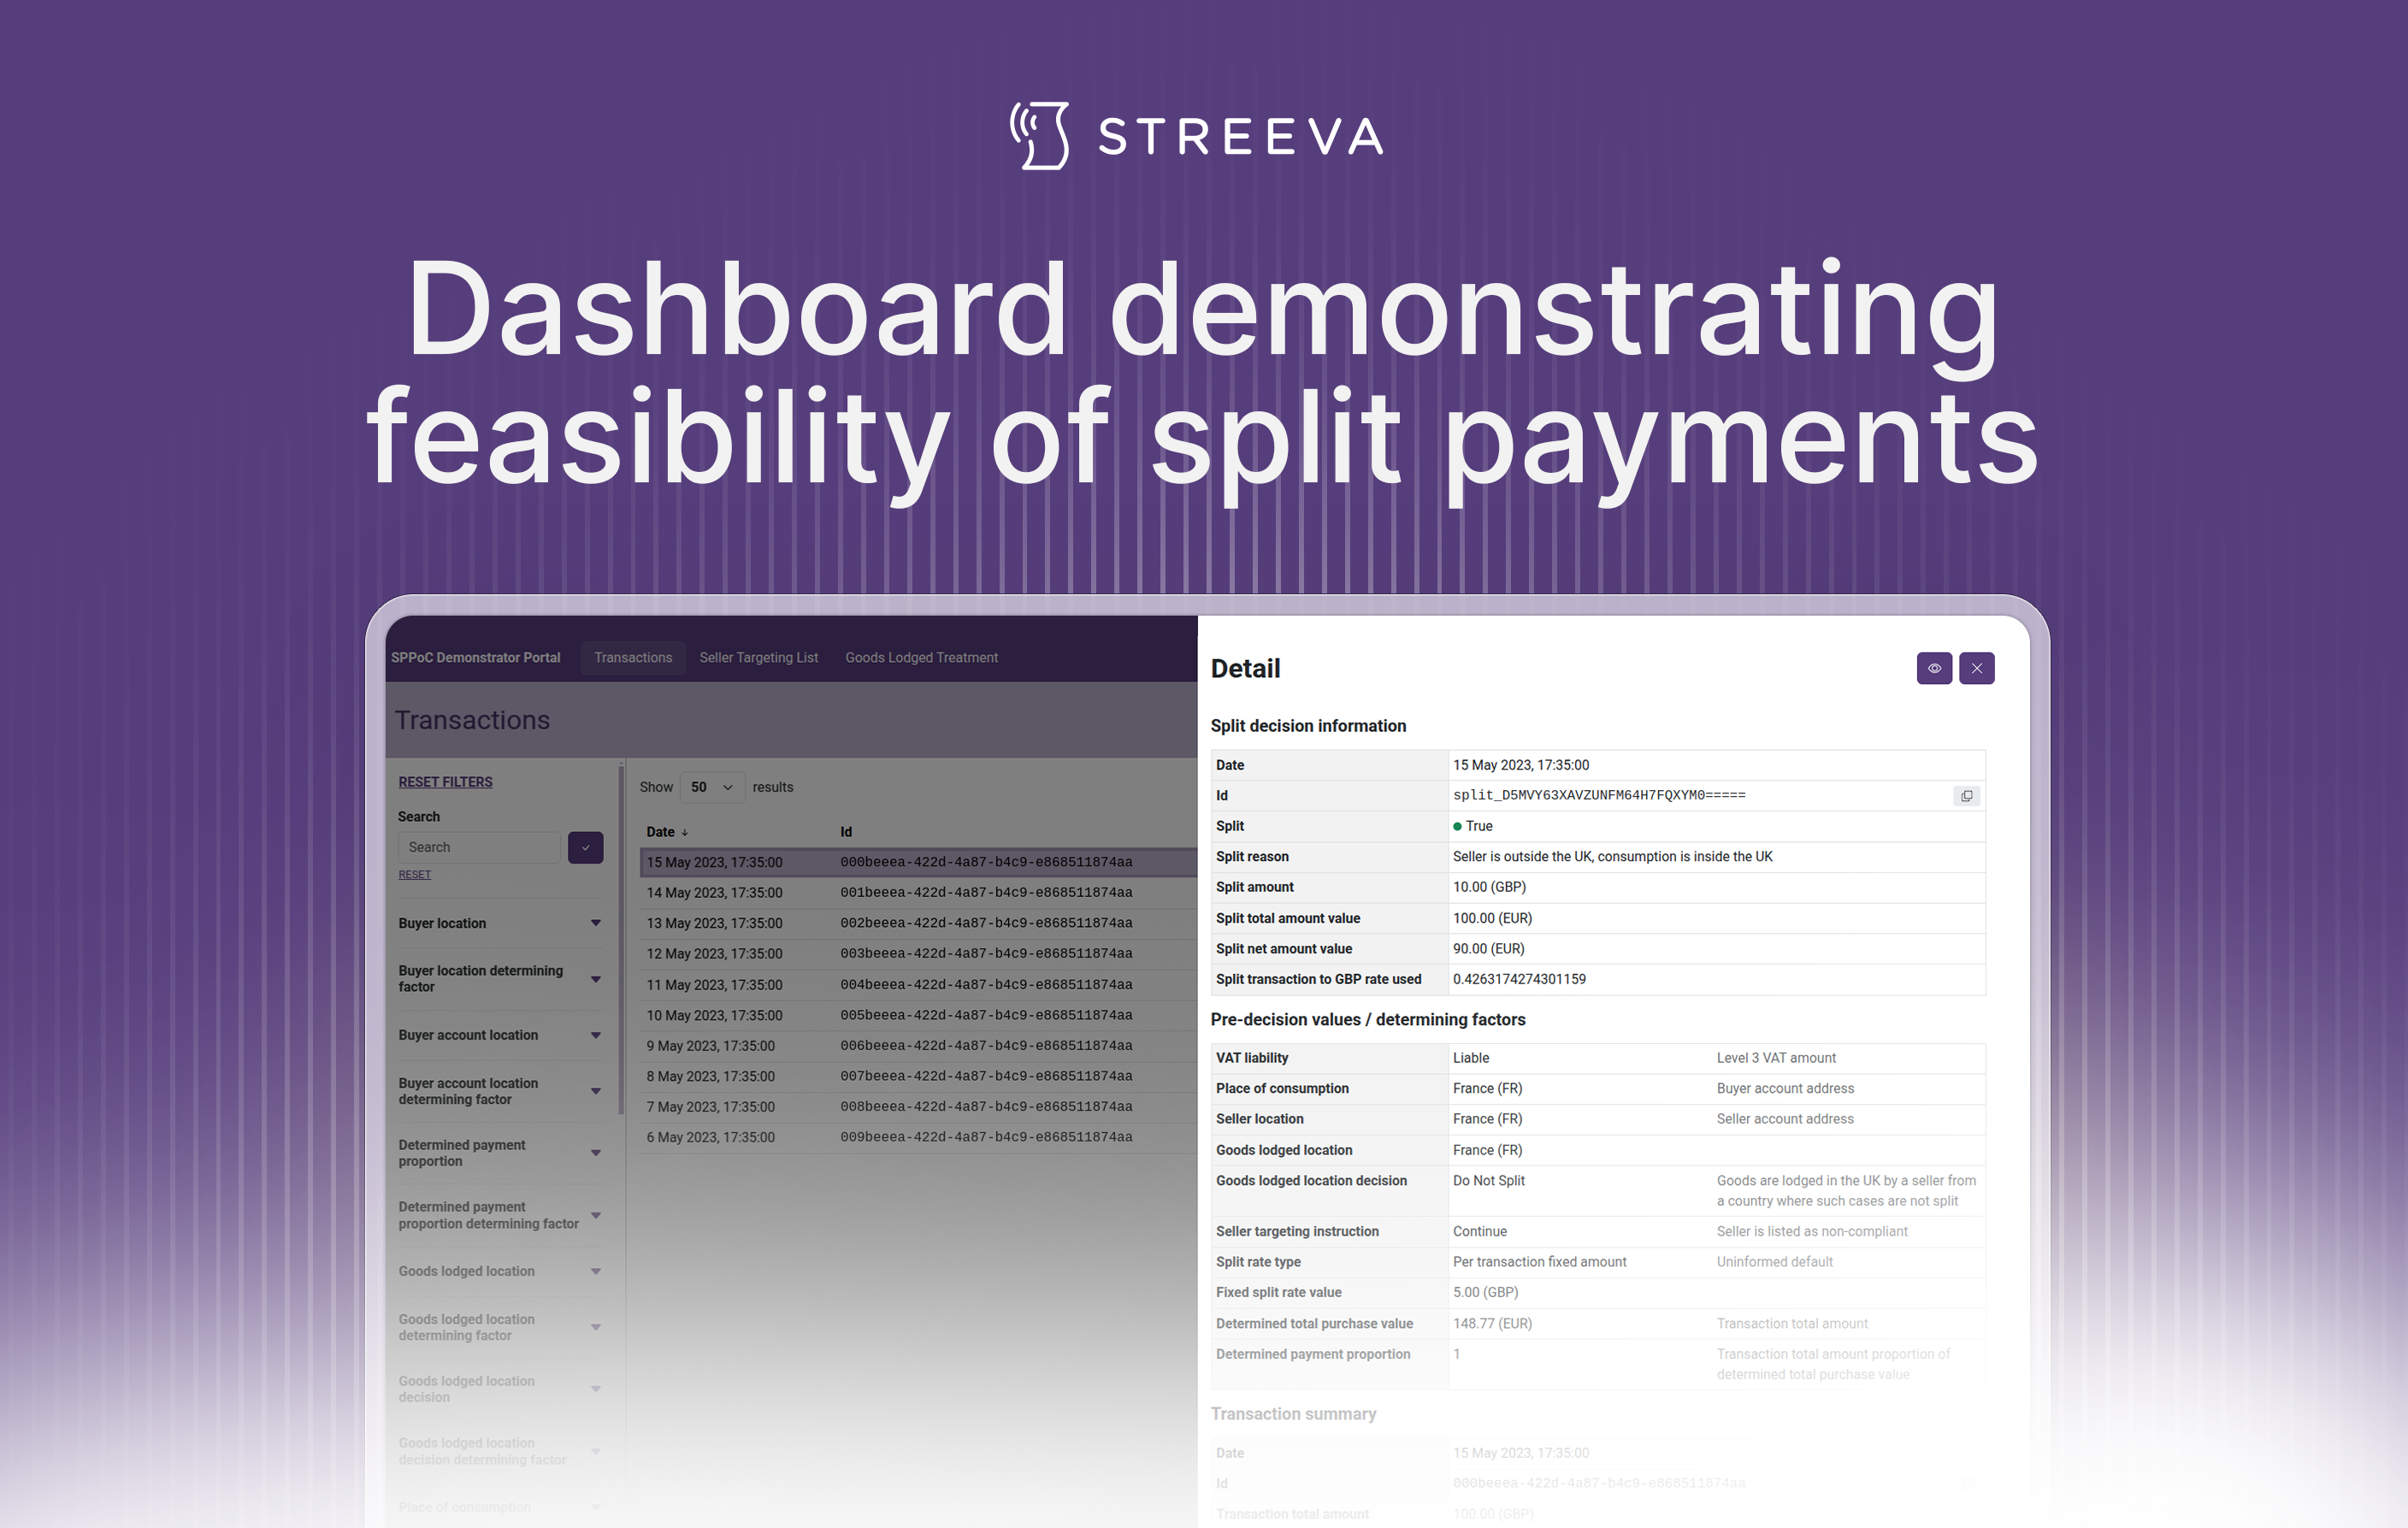 STREEVA
Dashboard demonstrating
feasibility of split payments
SPPoC Demonstrator Portal
Transactions
Seller Targeting List
Goods Lodged Treatment
Transactions
RESET FILTERS
Search
Search
RESET
Buyer location
Buyer location determining
factor
Buyer account location
Buyer account location
determining factor
Determined payment
proportion
Determined payment
proportion determining factor
Goods lodged location
Goods lodged location
determining factor
Goods lodged location
decision
Goods lodged location
decision determining factor
Place of consumption
Show 50 results
Date ↓ Id
15 May 2023, 17:35:00 000beeea-422d-4a87-b4c9-e868511874aa
14 May 2023, 17:35:00 001beeea-422d-4a87-b4c9-e868511874aa
13 May 2023, 17:35:00 002beeea-422d-4a87-b4c9-e868511874aa
12 May 2023, 17:35:00 003beeea-422d-4a87-b4c9-e868511874aa
11 May 2023, 17:35:00 004beeea-422d-4a87-b4c9-e868511874aa
10 May 2023, 17:35:00 005beeea-422d-4a87-b4c9-e868511874aa
9 May 2023, 17:35:00 006beeea-422d-4a87-b4c9-e868511874aa
8 May 2023, 17:35:00 007beeea-422d-4a87-b4c9-e868511874aa
7 May 2023, 17:35:00 008beeea-422d-4a87-b4c9-e868511874aa
6 May 2023, 17:35:00 009beeea-422d-4a87-b4c9-e868511874aa
Detail
Split decision information
Date 15 May 2023, 17:35:00
Id split_D5MVY63XAVZUNFM64H7FQXYM0=====
Split True
Split reason Seller is outside the UK, consumption is inside the UK
Split amount 10.00 (GBP)
Split total amount value 100.00 (EUR)
Split net amount value 90.00 (EUR)
Split transaction to GBP rate used 0.4263174274301159
Pre-decision values / determining factors
VAT liability Liable Level 3 VAT amount
Place of consumption France (FR) Buyer account address
Seller location France (FR) Seller account address
Goods lodged location France (FR)
Goods lodged location decision Do Not Split Goods are lodged in the UK by a seller from
a country where such cases are not split
Seller targeting instruction Continue Seller is listed as non-compliant
Split rate type Per transaction fixed amount Uninformed default
Fixed split rate value 5.00 (GBP)
Determined total purchase value 148.77 (EUR) Transaction total amount
Determined payment proportion 1 Transaction total amount proportion of
determined total purchase value
Transaction summary
Date 15 May 2023, 17:35:00
Id 000beeea-422d-4a87-b4c9-e868511874aa
Transaction total amount 100.00 (GBP)